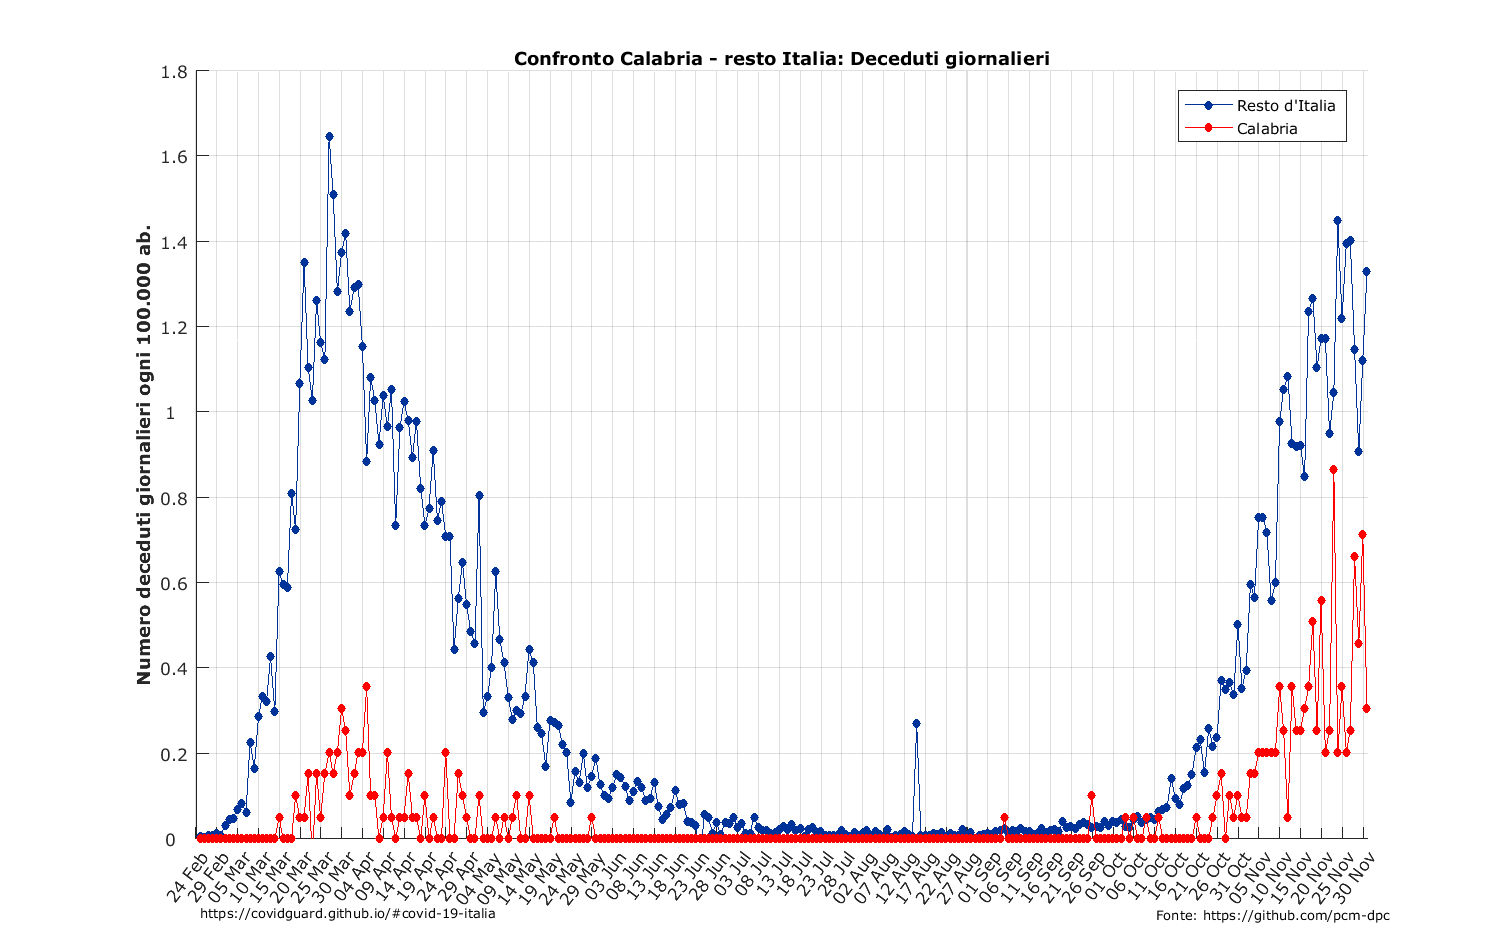 Confronto Calabria - resto Italia: Deceduti giornalieri
Resto d'Italia
Calabria
Numero deceduti giornalieri ogni 100.000 ab.
1.8
1.6
1.4
1.2
1
0.8
0.6
0.4
0.2
0
24 Feb
29 Feb
05 Mar
10 Mar
15 Mar
20 Mar
25 Mar
30 Mar
04 Apr
09 Apr
14 Apr
19 Apr
24 Apr
29 Apr
04 May
09 May
14 May
19 May
24 May
29 May
03 Jun
08 Jun
13 Jun
18 Jun
23 Jun
28 Jun
03 Jul
08 Jul
13 Jul
18 Jul
23 Jul
28 Jul
02 Aug
07 Aug
12 Aug
17 Aug
22 Aug
27 Aug
01 Sep
06 Sep
11 Sep
16 Sep
21 Sep
26 Sep
01 Oct
06 Oct
11 Oct
16 Oct
21 Oct
26 Oct
31 Oct
05 Nov
10 Nov
15 Nov
20 Nov
25 Nov
30 Nov
https://covidguard.github.io/#covid-19-italia
Fonte: https://github.com/pcm-dpc